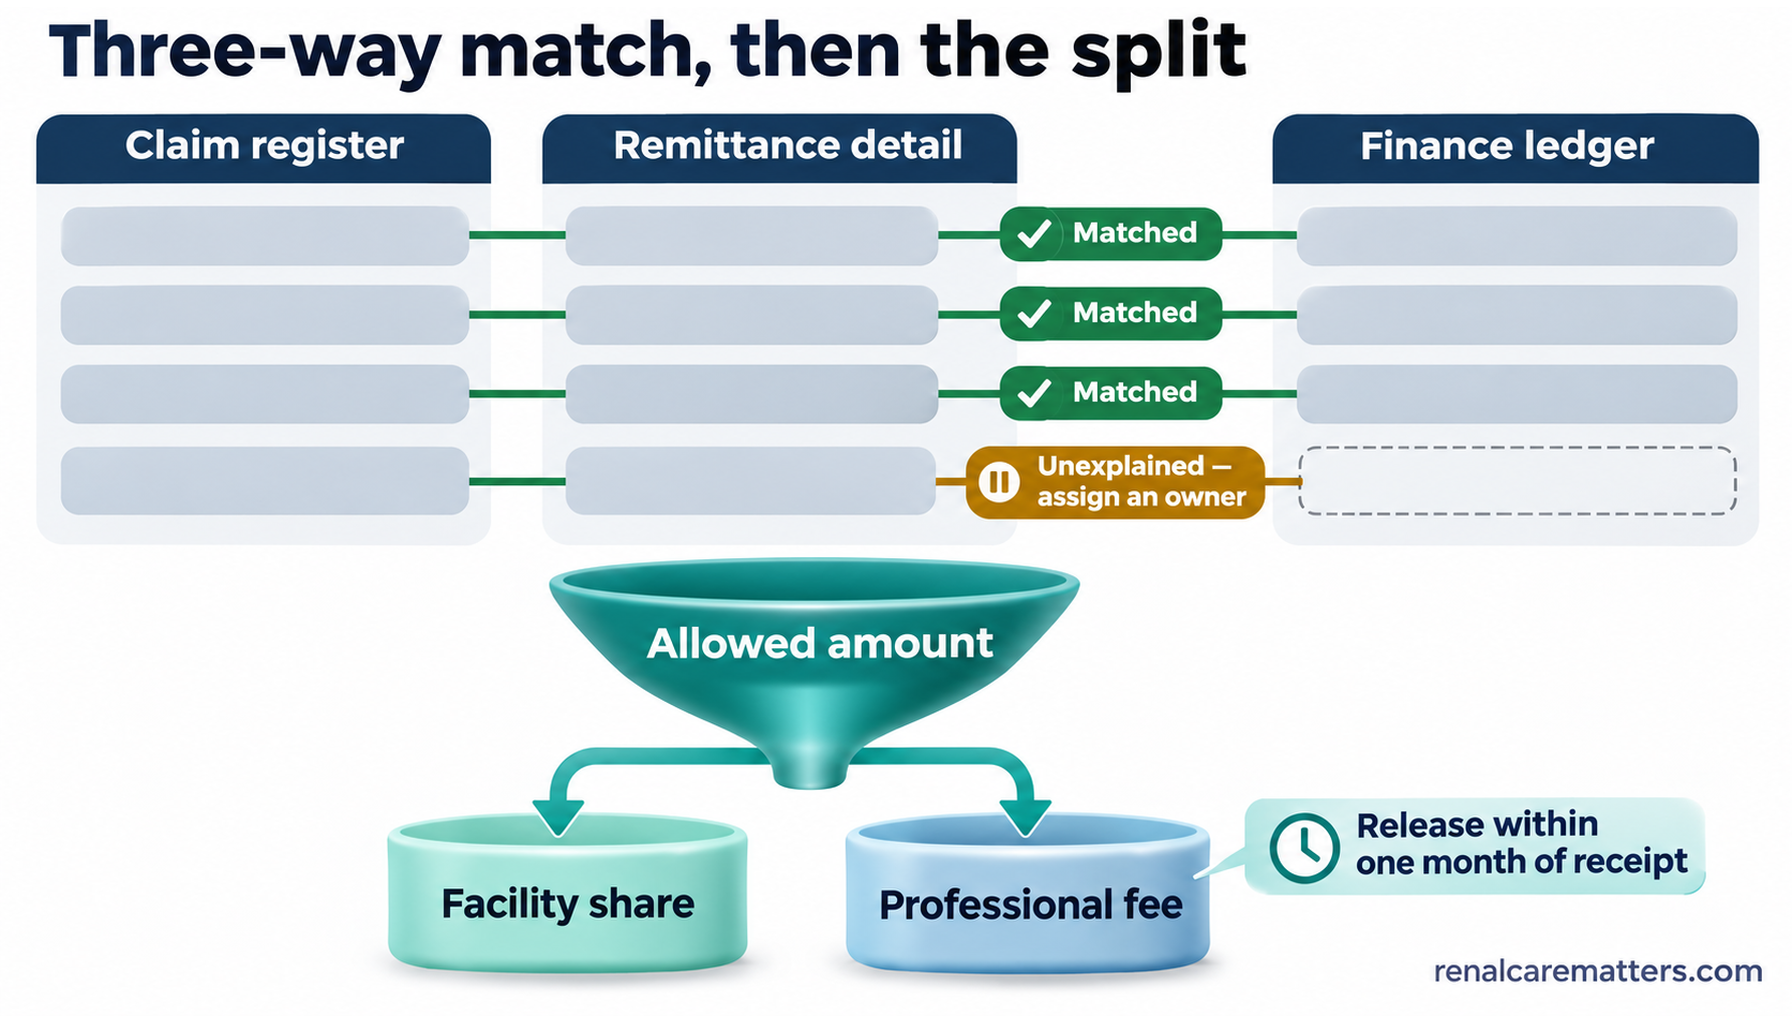 Three-way match, then the split
Claim register
Remittance detail
Finance ledger
Matched
Matched
Matched
Unexplained —
assign an owner
Allowed amount
Facility share
Professional fee
Release within
one month of receipt
renalcarematters.com